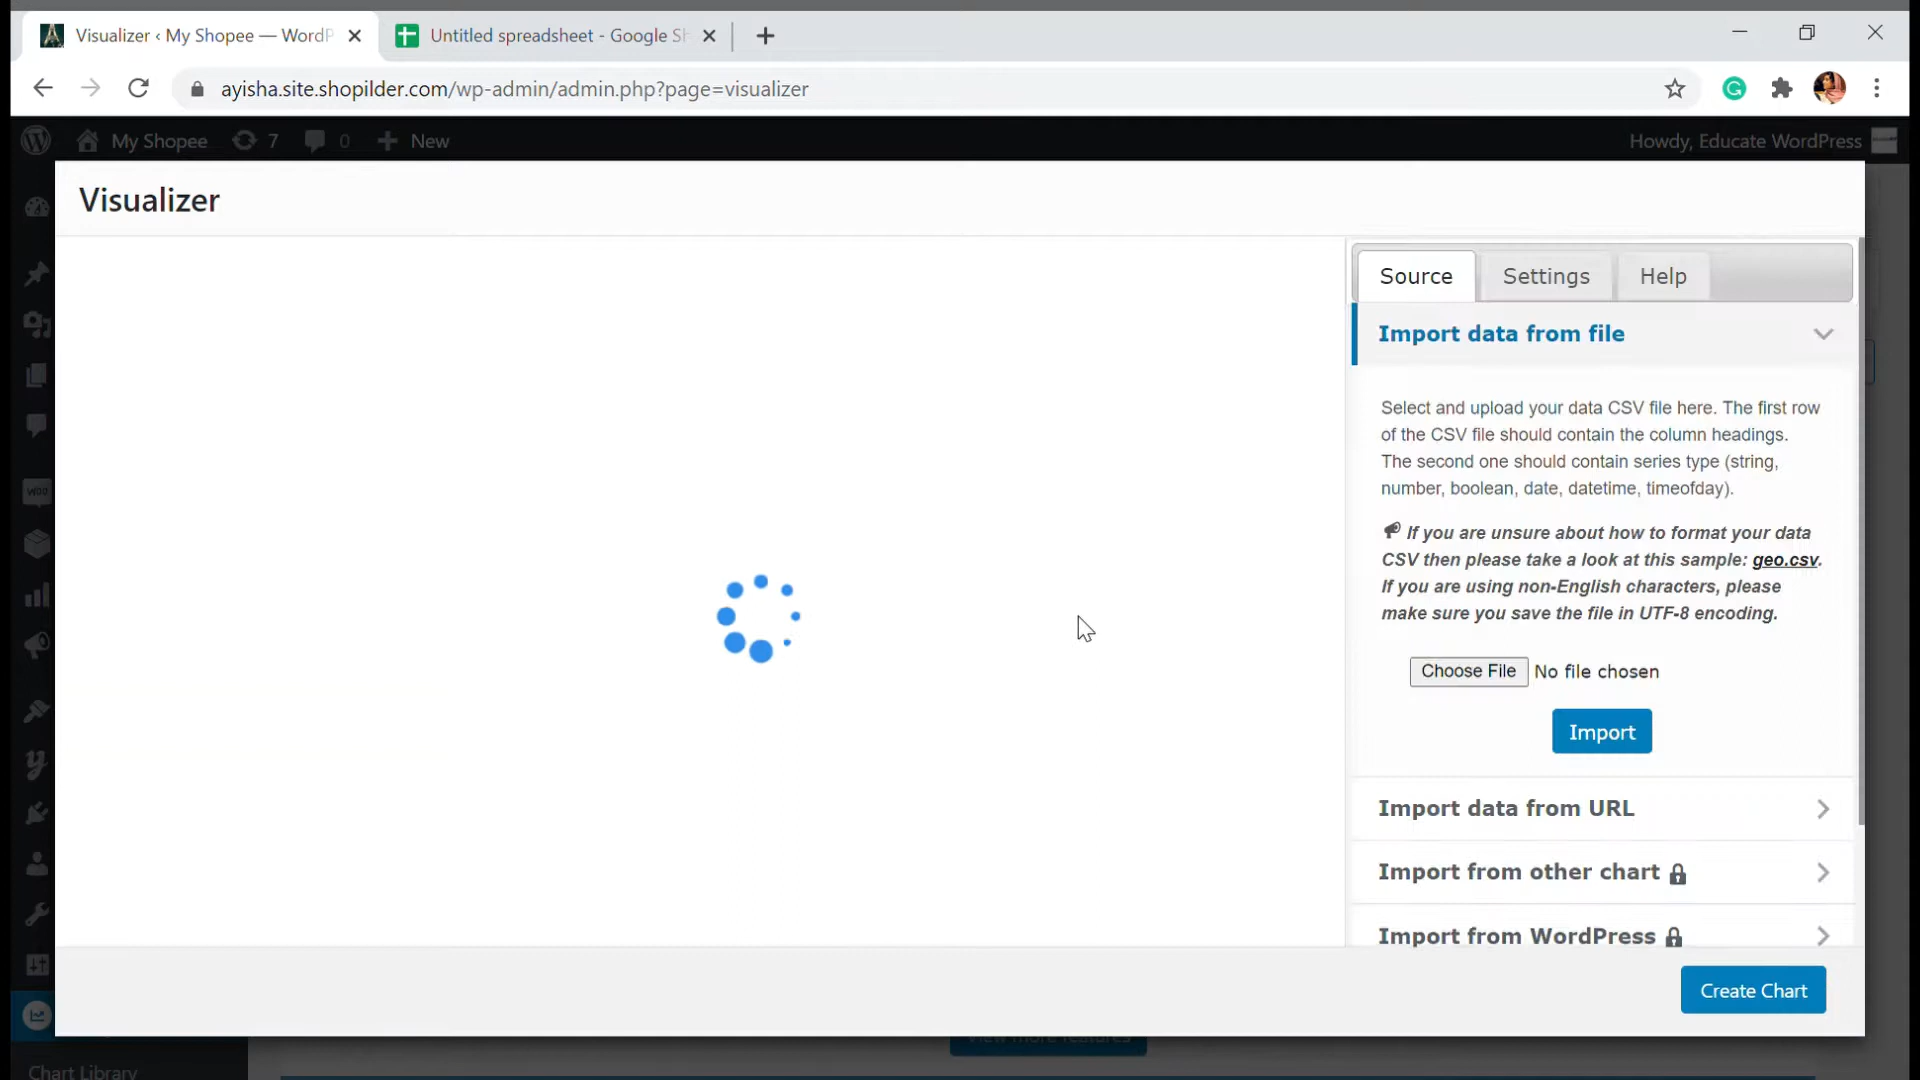 Visualizer ‹ My Shopee — WordP
Untitled spreadsheet - Google Sh
ayisha.site.shopilder.com/wp-admin/admin.php?page=visualizer
My Shopee 7 0 New
Howdy, Educate WordPress
Visualizer
Source Settings Help
Import data from file
Select and upload your data CSV file here. The first row
of the CSV file should contain the column headings.
The second one should contain series type (string,
number, boolean, date, datetime, timeofday).
If you are unsure about how to format your data
CSV then please take a look at this sample: geo.csv.
If you are using non-English characters, please
make sure you save the file in UTF-8 encoding.
Choose File No file chosen
Import
Import data from URL
Import from other chart
Import from WordPress
Create Chart
View more features
Chart Library